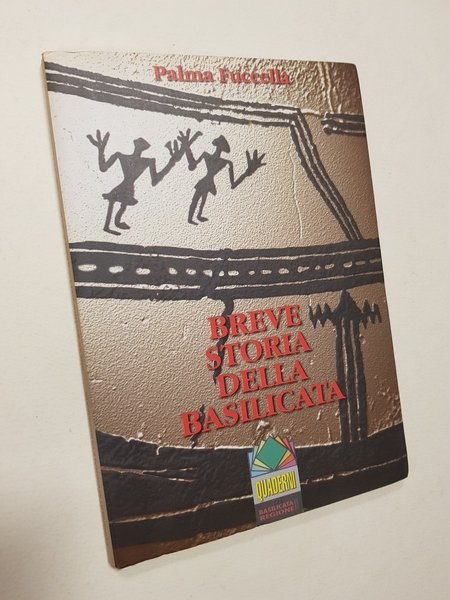 Palma Fuccella
BREVE
STORIA
DELLA
BASILICATA
QUADERNI
BASILICATA
REGIONE